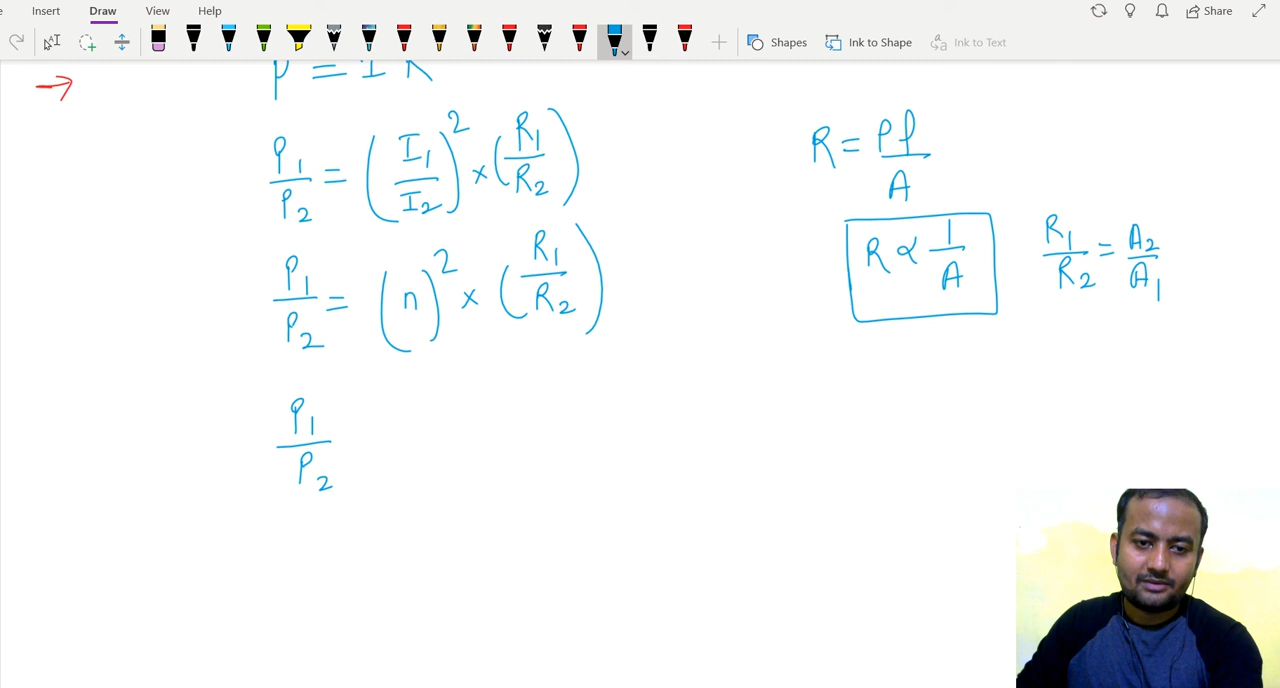 Insert Draw View Help
Share
Shapes Ink to Shape Ink to Text
P = I R
P1/P2 = (I1/I2)^2 × (R1/R2)
P1/P2 = (n)^2 × (R1/R2)
P1/P2
R = ρl/A
R ∝ 1/A
R1/R2 = A2/A1